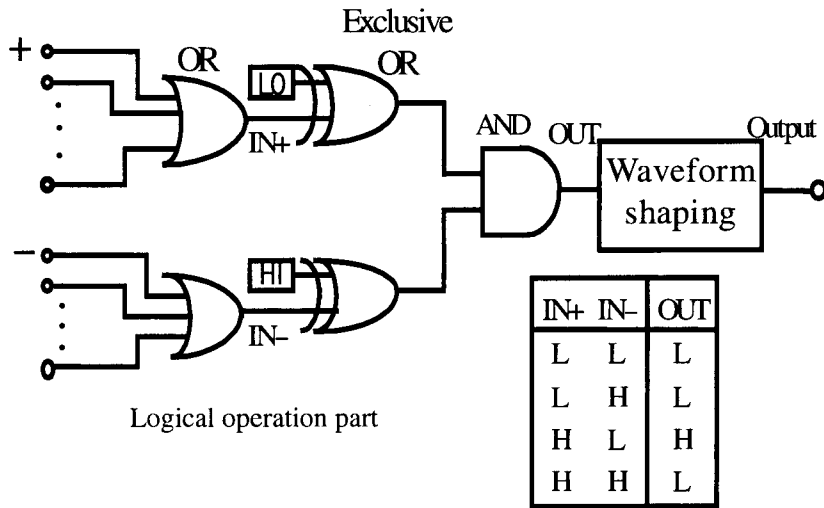 Exclusive
+
OR
LO
OR
IN+
AND
OUT
Output
Waveform
shaping
−
HI
IN−
Logical operation part
IN+ IN− OUT
L L L
L H L
H L H
H H L